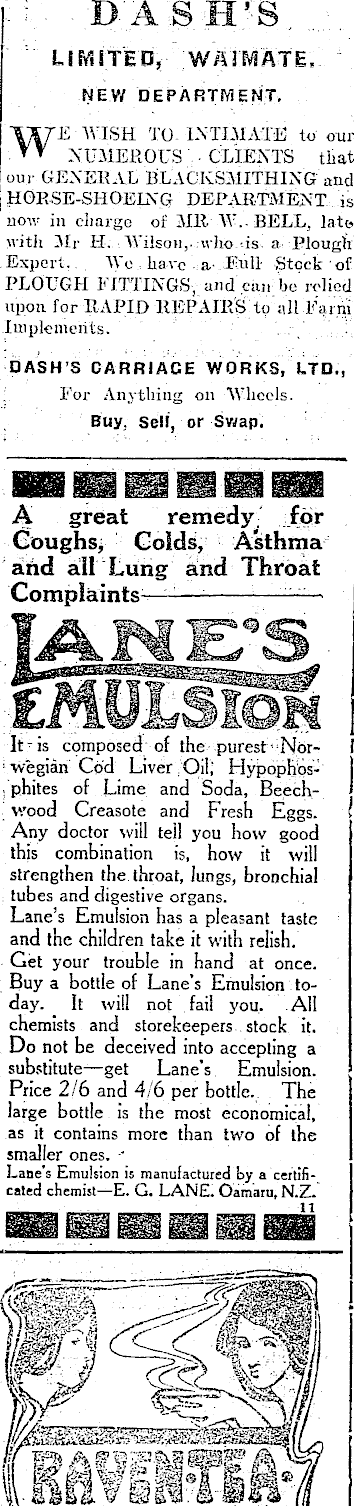 DASH'S
LIMITED, WAIMATE.
NEW DEPARTMENT.
WE WISH TO INTIMATE to our
NUMEROUS CLIENTS that
our GENERAL BLACKSMITHING and
HORSE-SHOEING DEPARTMENT is
now in charge of MR W. BELL, late
with Mr H. Wilson, who is a Plough
Expert. We have a Full Stock of
PLOUGH FITTINGS, and can be relied
upon for RAPID REPAIRS to all Farm
Implements.
DASH'S CARRIAGE WORKS, LTD.,
For Anything on Wheels.
Buy, Sell, or Swap.
A great remedy for
Coughs, Colds, Asthma
and all Lung and Throat
Complaints—
LANE'S
EMULSION
It is composed of the purest Nor-
wegian Cod Liver Oil, Hypophos-
phites of Lime and Soda, Beech-
wood Creasote and Fresh Eggs.
Any doctor will tell you how good
this combination is, how it will
strengthen the throat, lungs, bronchial
tubes and digestive organs.
Lane's Emulsion has a pleasant taste
and the children take it with relish.
Get your trouble in hand at once.
Buy a bottle of Lane's Emulsion to-
day. It will not fail you. All
chemists and storekeepers stock it.
Do not be deceived into accepting a
substitute—get Lane's Emulsion.
Price 2/6 and 4/6 per bottle. The
large bottle is the most economical,
as it contains more than two of the
smaller ones.
Lane's Emulsion is manufactured by a certifi-
cated chemist—E. G. LANE. Oamaru, N.Z.
11
RAVEN·TEA·